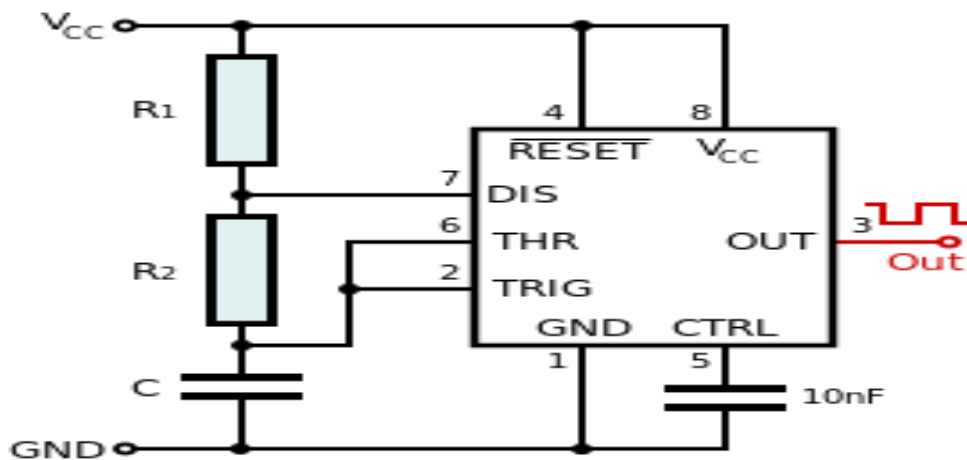 VCC
R1
4
8
RESET
VCC
7
DIS
6
THR
OUT
3
Out
R2
2
TRIG
GND
CTRL
1
5
C
10nF
GND